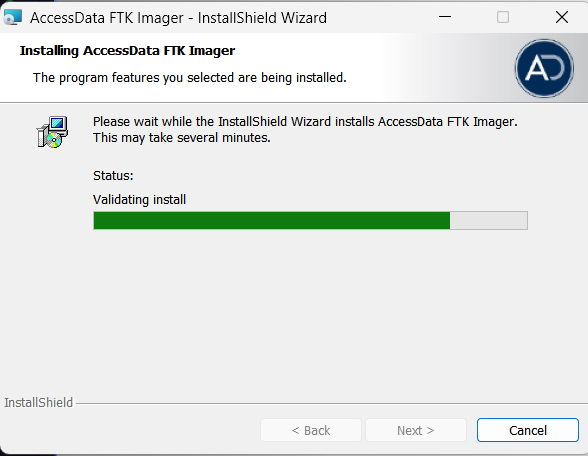 AccessData FTK Imager - InstallShield Wizard
Installing AccessData FTK Imager
The program features you selected are being installed.
AD
Please wait while the InstallShield Wizard installs AccessData FTK Imager.
This may take several minutes.
Status:
Validating install
InstallShield
< Back
Next >
Cancel